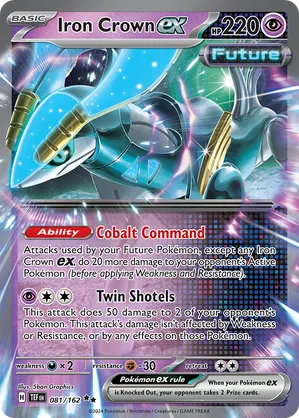 BASIC
Iron Crown ex
HP 220
Future
Ability Cobalt Command
Attacks used by your Future Pokémon, except any Iron
Crown ex, do 20 more damage to your opponent's Active
Pokémon (before applying Weakness and Resistance).
Twin Shotels
This attack does 50 damage to 2 of your opponent's
Pokémon. This attack's damage isn't affected by Weakness
or Resistance, or by any effects on those Pokémon.
weakness ×2 resistance -30 retreat
Illus. 5ban Graphics
Pokémon ex rule
When your Pokémon ex
is Knocked Out, your opponent takes 2 Prize cards.
H TEF EN 081/162
©2024 Pokémon / Nintendo / Creatures / GAME FREAK